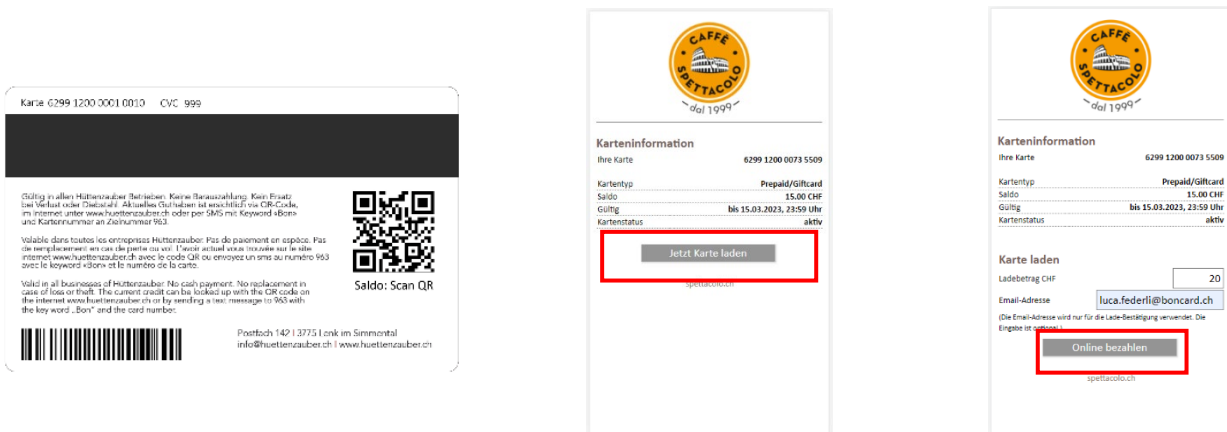 Karte 6299 1200 0001 0010 CVC 999
Gültig in allen Hüttenzauber Betrieben. Keine Barauszahlung. Kein Ersatz
bei Verlust oder Diebstahl. Aktuelles Guthaben ist ersichtlich via QR-Code,
im Internet unter www.huettenzauber.ch oder per SMS mit Keyword «Bon»
und Kartennummer an Zielnummer 963.
Valable dans toutes les entreprises Hüttenzauber. Pas de paiement en espèce. Pas
de remplacement en cas de perte ou vol. L'avoir actuel vous trouvée sur le site
internet www.huettenzauber.ch avec le code QR ou envoyez un sms au numéro 963
avec le keyword «Bon» et le numéro de la carte.
Valid in all businesses of Hüttenzauber. No cash payment. No replacement in
case of loss or theft. The current credit can be looked up with the QR code on
the internet www.huettenzauber.ch or by sending a text message to 963 with
the key word „Bon" and the card number.
Saldo: Scan QR
Postfach 142 I 3775 Lenk im Simmental
info@huettenzauber.ch I www.huettenzauber.ch
CAFFÈ
SPETTACOLO
dal 1999
Karteninformation
Ihre Karte 6299 1200 0073 5509
Kartentyp Prepaid/Giftcard
Saldo 15.00 CHF
Gültig bis 15.03.2023, 23:59 Uhr
Kartenstatus aktiv
Jetzt Karte laden
spettacolo.ch
CAFFÈ
SPETTACOLO
dal 1999
Karteninformation
Ihre Karte 6299 1200 0073 5509
Kartentyp Prepaid/Giftcard
Saldo 15.00 CHF
Gültig bis 15.03.2023, 23:59 Uhr
Kartenstatus aktiv
Karte laden
Ladebetrag CHF 20
Email-Adresse luca.federli@boncard.ch
(Die Email-Adresse wird nur für die Lade-Bestätigung verwendet. Die
Eingabe ist optional.)
Online bezahlen
spettacolo.ch